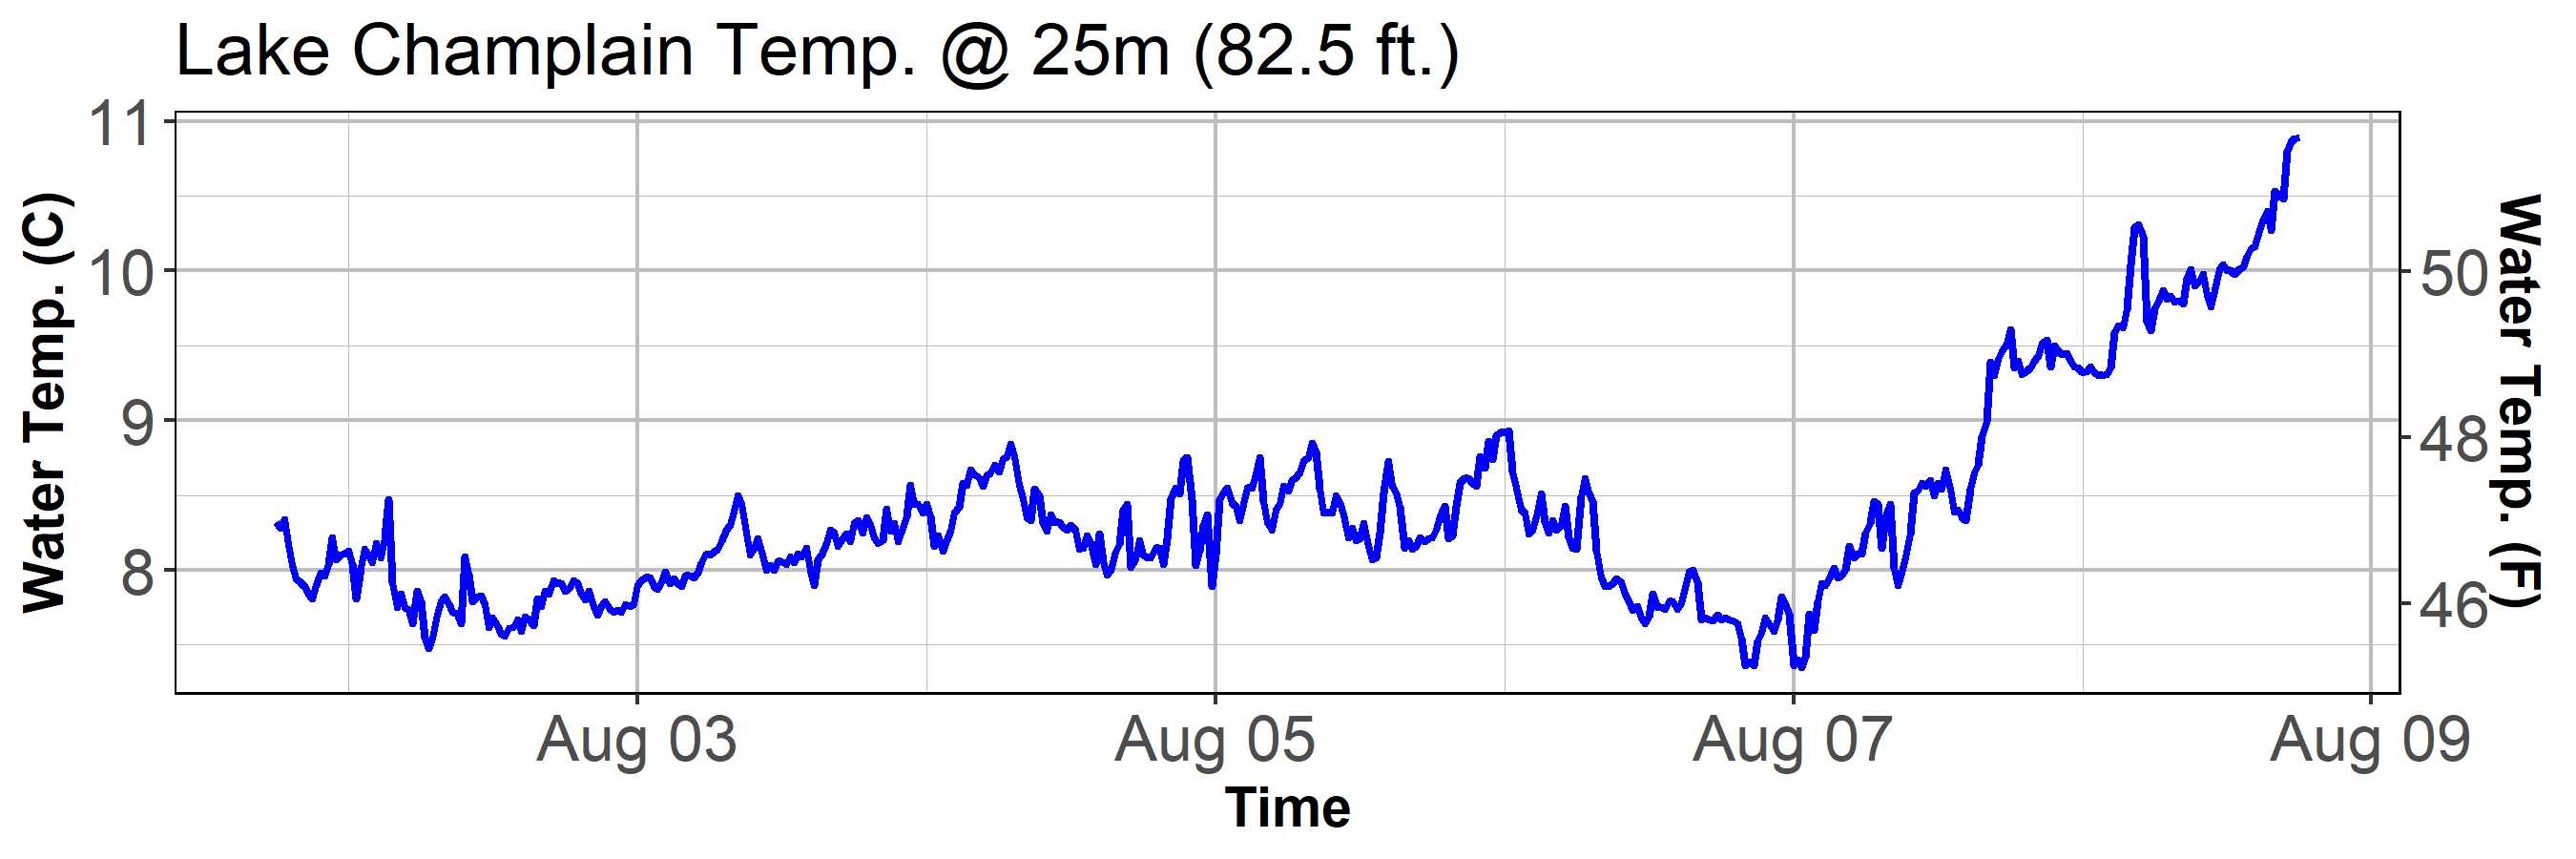 Lake Champlain Temp. @ 25m (82.5 ft.)
11
10
9
8
Water Temp. (C)
50
48
46
Water Temp. (F)
Aug 03 Aug 05 Aug 07 Aug 09
Time